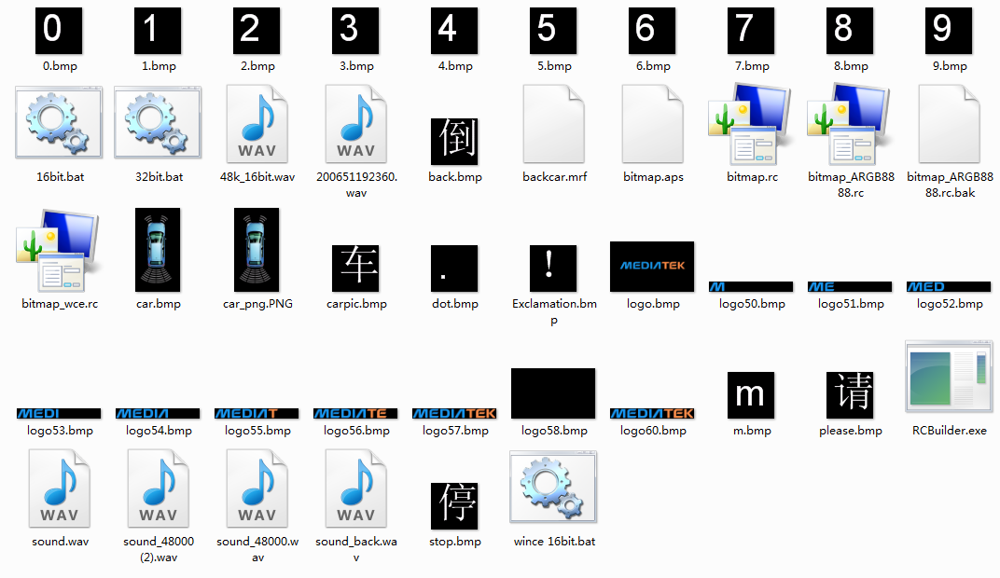 0 1 2 3 4 5 6 7 8 9
0.bmp 1.bmp 2.bmp 3.bmp 4.bmp 5.bmp 6.bmp 7.bmp 8.bmp 9.bmp
WAV WAV 倒
16bit.bat 32bit.bat 48k_16bit.wav 200651192360. back.bmp backcar.mrf bitmap.aps bitmap.rc bitmap_ARGB88 bitmap_ARGB88
wav 88.rc 88.rc.bak
车 . ! MEDIATEK M ME MED
bitmap_wce.rc car.bmp car_png.PNG carpic.bmp dot.bmp Exclamation.bm logo.bmp logo50.bmp logo51.bmp logo52.bmp
p
MEDI MEDIA MEDIAT MEDIATE MEDIATEK MEDIATEK m 请
logo53.bmp logo54.bmp logo55.bmp logo56.bmp logo57.bmp logo58.bmp logo60.bmp m.bmp please.bmp RCBuilder.exe
WAV WAV WAV WAV 停
sound.wav sound_48000 sound_48000.w sound_back.wa stop.bmp wince 16bit.bat
(2).wav av v